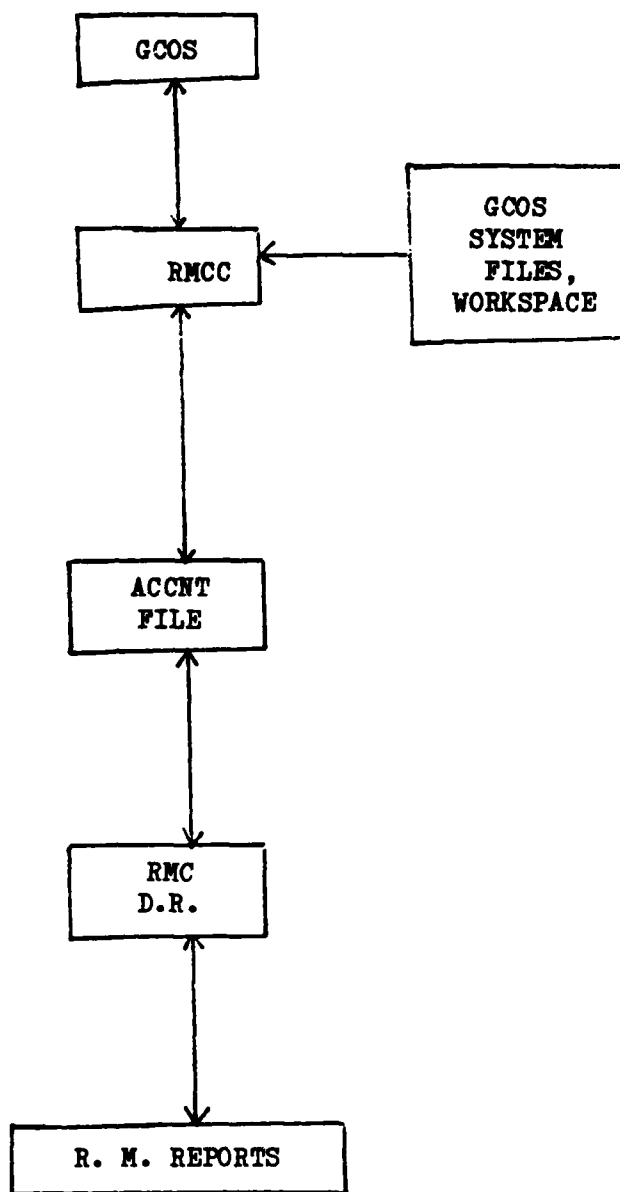 GCOS
GCOS
SYSTEM
FILES,
WORKSPACE
RMCC
ACCNT
FILE
RMC
D.R.
R. M. REPORTS